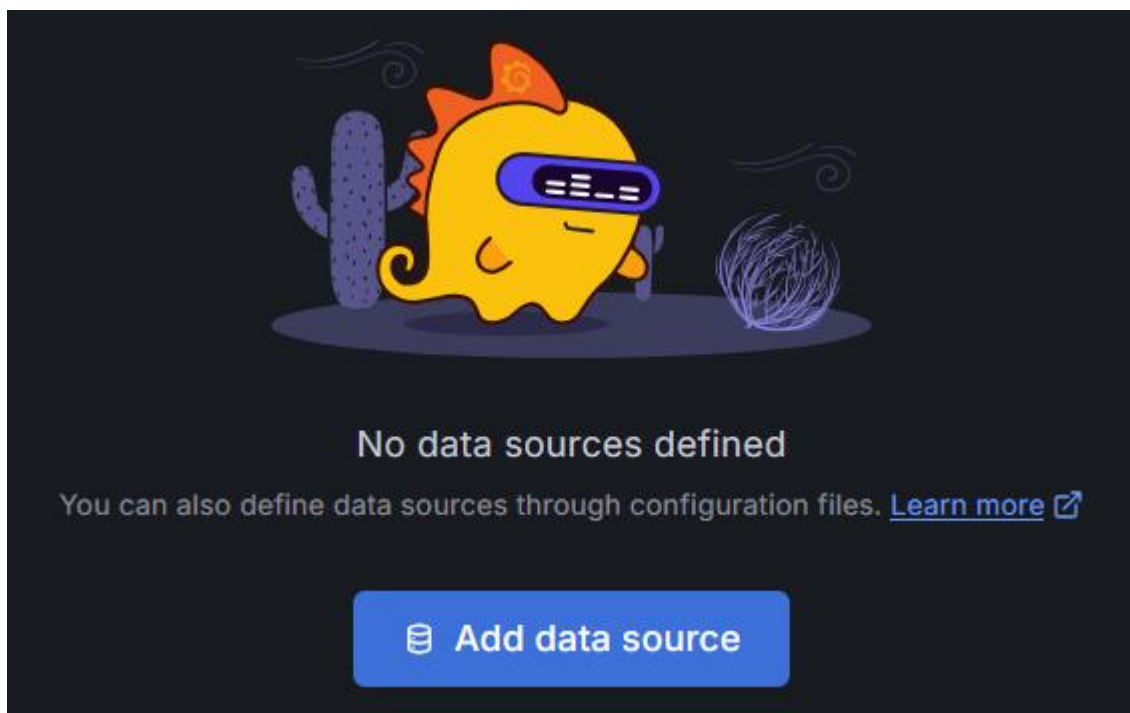 No data sources defined
You can also define data sources through configuration files. Learn more
Add data source